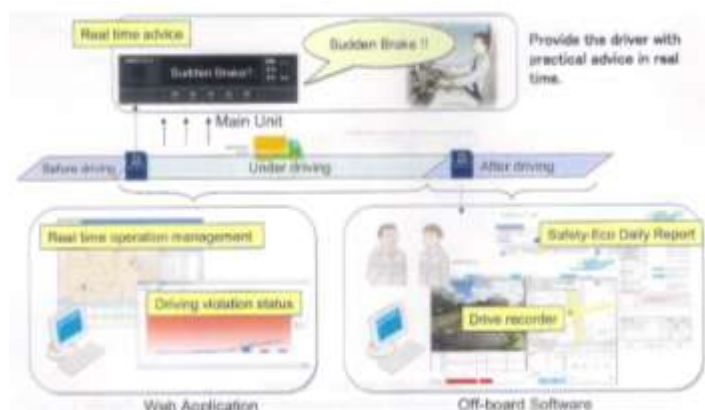 Real time advice
Sudden Brake!!
Sudden Brake!!
Provide the driver with
practical advice in real
time.
Main Unit
Before driving
Under driving
After driving
Real time operation management
Driving violation status
Safety-Eco Daily Report
Drive recorder
Web Application
Off-board Software